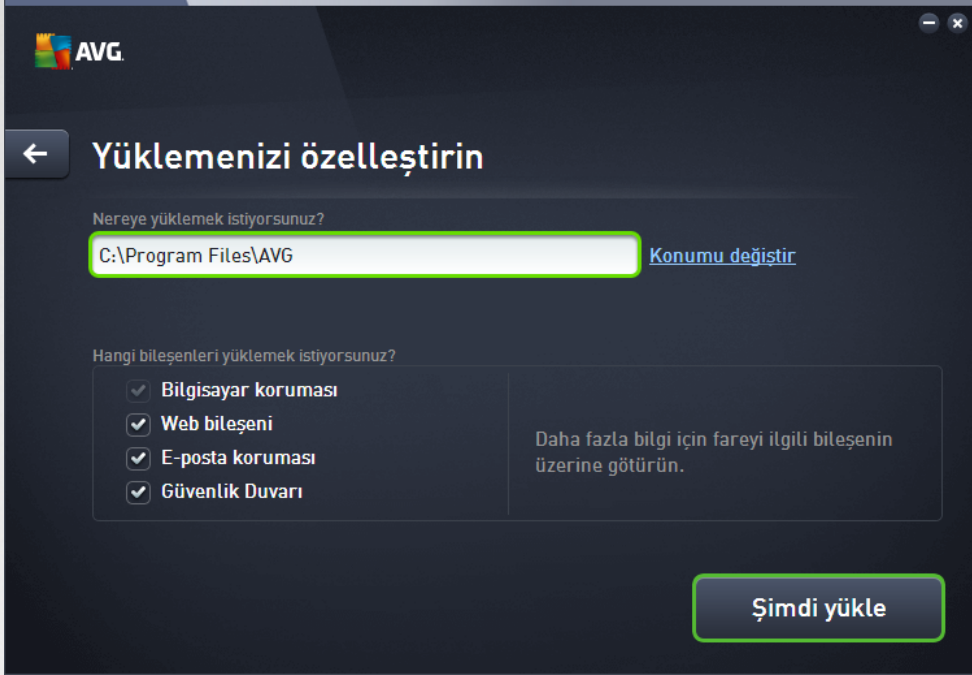 AVG
Yüklemenizi özelleştirin
Nereye yüklemek istiyorsunuz?
C:\Program Files\AVG
Konumu değiştir
Hangi bileşenleri yüklemek istiyorsunuz?
Bilgisayar koruması
Web bileşeni
E-posta koruması
Güvenlik Duvarı
Daha fazla bilgi için fareyi ilgili bileşenin
üzerine götürün.
Şimdi yükle